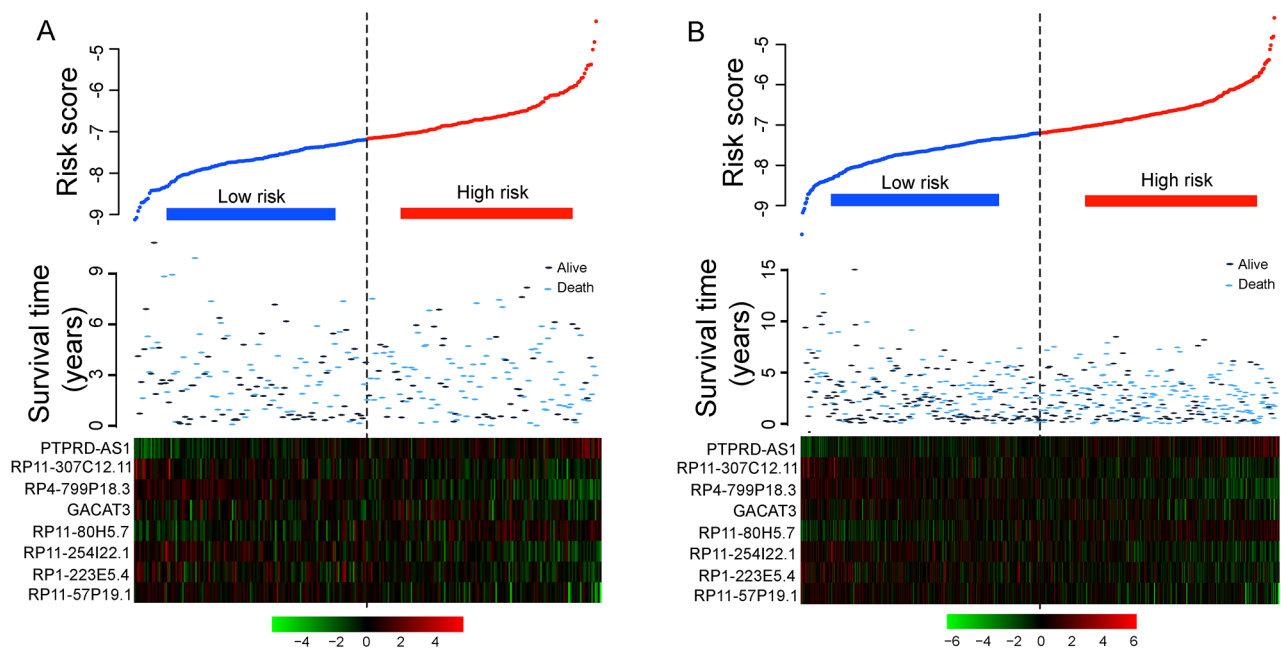 A
Risk score
-5
-6
-7
-8
-9
Low risk
High risk
Survival time
(years)
9
6
3
0
Alive
Death
PTPRD-AS1
RP11-307C12.11
RP4-799P18.3
GACAT3
RP11-80H5.7
RP11-254I22.1
RP1-223E5.4
RP11-57P19.1
−4 −2 0 2 4
B
Risk score
-5
-6
-7
-8
-9
Low risk
High risk
Survival time
(years)
15
10
5
0
Alive
Death
PTPRD-AS1
RP11-307C12.11
RP4-799P18.3
GACAT3
RP11-80H5.7
RP11-254I22.1
RP1-223E5.4
RP11-57P19.1
−6 −4 −2 0 2 4 6